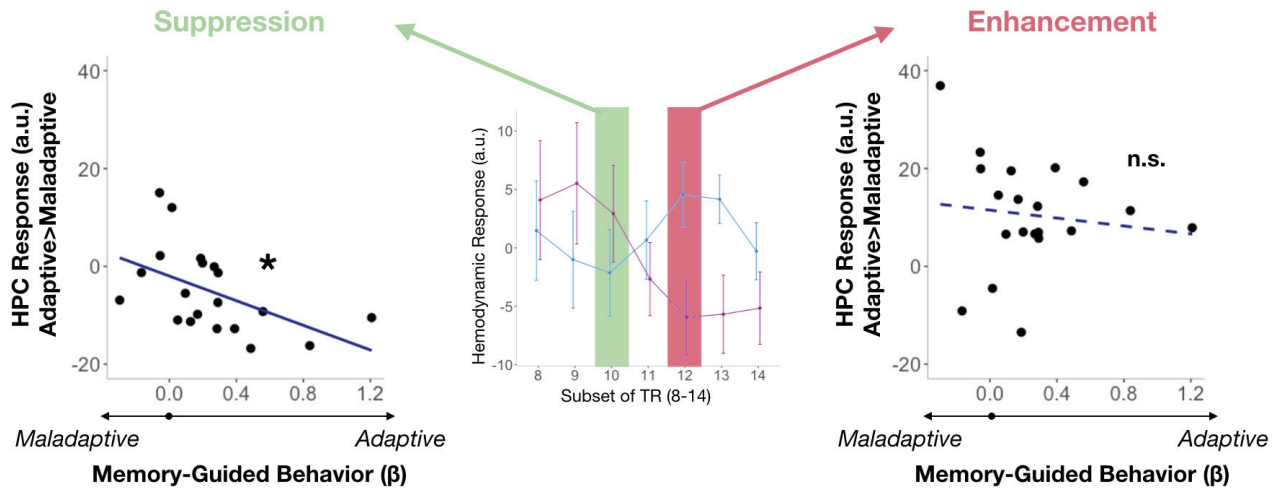 Suppression
Enhancement
HPC Response (a.u.)
Adaptive>Maladaptive
40
20
0
-20
*
0.0 0.4 0.8 1.2
Maladaptive Adaptive
Memory-Guided Behavior (β)
Hemodynamic Response (a.u.)
10
5
0
-5
-10
8 9 10 11 12 13 14
Subset of TR (8-14)
HPC Response (a.u.)
Adaptive>Maladaptive
40
20
0
-20
n.s.
0.0 0.4 0.8 1.2
Maladaptive Adaptive
Memory-Guided Behavior (β)